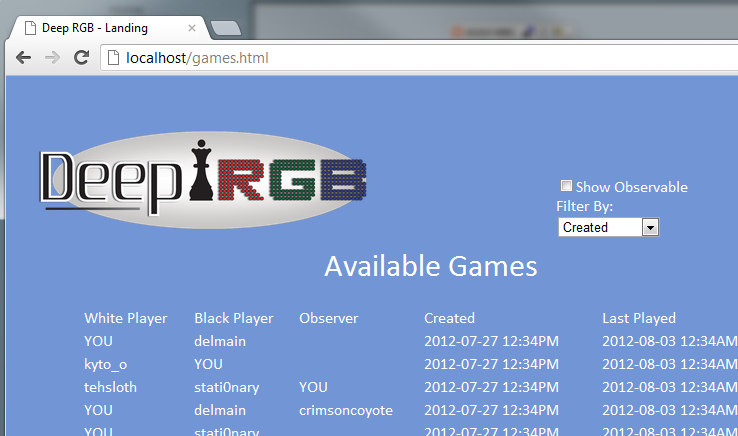 Deep RGB - Landing
localhost/games.html
Deep RGB
Show Observable
Filter By:
Created
Available Games
White Player Black Player Observer Created Last Played
YOU delmain 2012-07-27 12:34PM 2012-08-03 12:34AM
kyto_o YOU 2012-07-27 12:34PM 2012-08-03 12:34AM
tehsloth stati0nary YOU 2012-07-27 12:34PM 2012-08-03 12:34AM
YOU delmain crimsoncoyote 2012-07-27 12:34PM 2012-08-03 12:34AM
YOU stati0nary 2012-07-27 12:34PM 2012-08-03 12:34AM